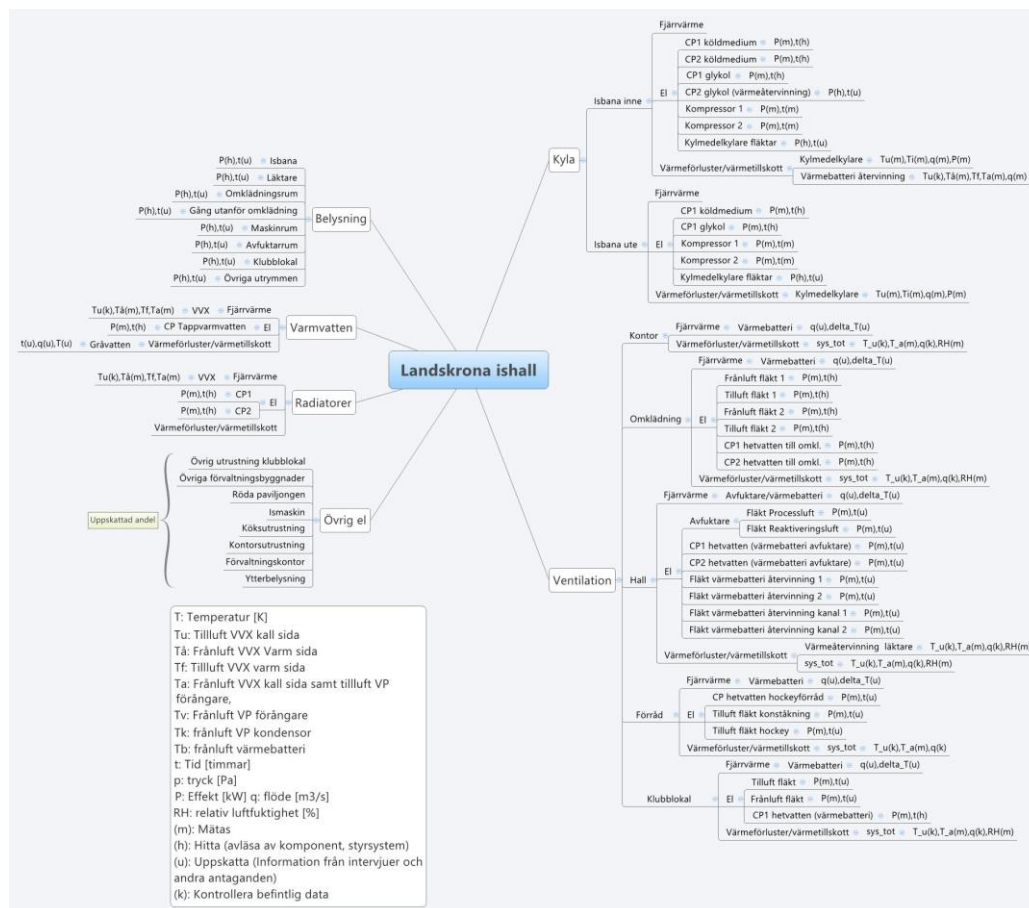 Landskrona ishall
Belysning
P(h),t(u) Isbana
P(h),t(u) Läktare
P(h),t(u) Omklädningsrum
P(h),t(u) Gång utanför omklädning
P(h),t(u) Maskinrum
P(h),t(u) Avfuktarrum
P(h),t(u) Klubblokal
P(h),t(u) Övriga utrymmen
Varmvatten
Tu(k),Tå(m),Tf,Ta(m) VVX Fjärrvärme
P(m),t(h) CP Tappvarmvatten El
t(u),q(u),T(u) Gråvatten Värmeförluster/värmetillskott
Radiatorer
Tu(k),Tå(m),Tf,Ta(m) VVX Fjärrvärme
El
P(m),t(h) CP1
P(m),t(h) CP2
Värmeförluster/värmetillskott
Övrig el
Uppskattad andel
Övrig utrustning klubblokal
Övriga förvaltningsbyggnader
Röda paviljongen
Ismaskin
Köksutrustning
Kontorsutrustning
Förvaltningskontor
Ytterbelysning
T: Temperatur [K]
Tu: Tillluft VVX kall sida
Tå: Frånluft VVX Varm sida
Tf: Tillluft VVX varm sida
Ta: Frånluft VVX kall sida samt tillluft VP
förångare,
Tv: Frånluft VP förångare
Tk: frånluft VP kondensor
Tb: frånluft värmebatteri
t: Tid [timmar]
p: tryck [Pa]
P: Effekt [kW] q: flöde [m3/s]
RH: relativ luftfuktighet [%]
(m): Mätas
(h): Hitta (avläsa av komponent, styrsystem)
(u): Uppskatta (Information från intervjuer och
andra antaganden)
(k): Kontrollera befintlig data
Kyla
Isbana inne
Fjärrvärme
El
CP1 köldmedium P(m),t(h)
CP2 köldmedium P(m),t(h)
CP1 glykol P(m),t(h)
CP2 glykol (värmeåtervinning) P(h),t(u)
Kompressor 1 P(m),t(m)
Kompressor 2 P(m),t(m)
Kylmedelkylare fläktar P(h),t(u)
Värmeförluster/värmetillskott
Kylmedelkylare Tu(m),Ti(m),q(m),P(m)
Värmebatteri återvinning Tu(k),Tå(m),Tf,Ta(m),q(m)
Isbana ute
Fjärrvärme
El
CP1 köldmedium P(m),t(h)
CP1 glykol P(m),t(h)
Kompressor 1 P(m),t(m)
Kompressor 2 P(m),t(m)
Kylmedelkylare fläktar P(h),t(u)
Värmeförluster/värmetillskott Kylmedelkylare Tu(m),Ti(m),q(m),P(m)
Ventilation
Kontor
Fjärrvärme Värmebatteri q(u),delta_T(u)
Värmeförluster/värmetillskott sys_tot T_u(k),T_a(m),q(k),RH(m)
Omklädning
Fjärrvärme Värmebatteri q(u),delta_T(u)
El
Frånluft fläkt 1 P(m),t(h)
Tilluft fläkt 1 P(m),t(h)
Frånluft fläkt 2 P(m),t(h)
Tilluft fläkt 2 P(m),t(h)
CP1 hetvatten till omkl. P(m),t(h)
CP2 hetvatten till omkl. P(m),t(h)
Värmeförluster/värmetillskott sys_tot T_u(k),T_a(m),q(k),RH(m)
Hall
Fjärrvärme Avfuktare/värmebatteri q(u),delta_T(u)
El
Avfuktare
Fläkt Processluft P(m),t(u)
Fläkt Reaktiveringsluft P(m),t(u)
CP1 hetvatten (värmebatteri avfuktare) P(m),t(u)
CP2 hetvatten (värmebatteri avfuktare) P(m),t(u)
Fläkt värmebatteri återvinning 1 P(m),t(u)
Fläkt värmebatteri återvinning 2 P(m),t(u)
Fläkt värmebatteri återvinning kanal 1 P(m),t(u)
Fläkt värmebatteri återvinning kanal 2 P(m),t(u)
Värmeförluster/värmetillskott
Värmeåtervinning läktare T_u(k),T_a(m),q(k),RH(m)
sys_tot T_u(k),T_a(m),q(k),RH(m)
Förråd
Fjärrvärme Värmebatteri q(u),delta_T(u)
El
CP hetvatten hockeyförråd P(m),t(u)
Tilluft fläkt konståkning P(m),t(u)
Tilluft fläkt hockey P(m),t(u)
Värmeförluster/värmetillskott sys_tot T_u(k),T_a(m),q(k)
Klubblokal
Fjärrvärme Värmebatteri q(u),delta_T(u)
El
Tilluft fläkt P(m),t(u)
Frånluft fläkt P(m),t(u)
CP1 hetvatten (värmebatteri) P(m),t(h)
Värmeförluster/värmetillskott sys_tot T_u(k),T_a(m),q(k),RH(m)